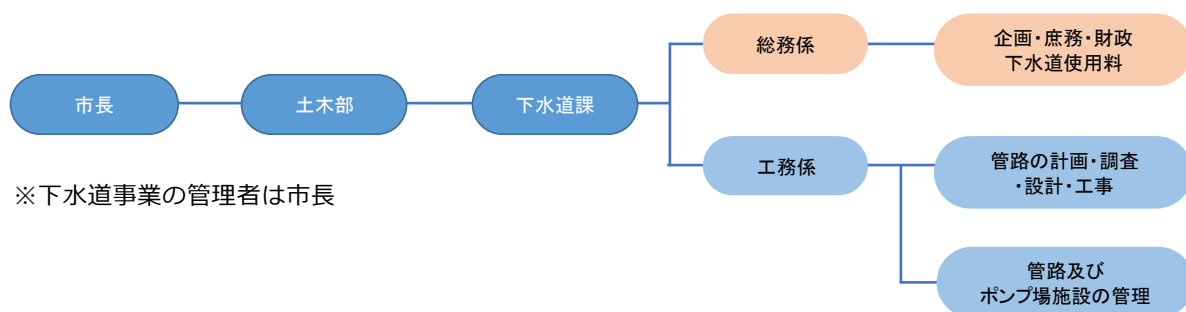 市長
土木部
下水道課
総務係
企画・庶務・財政
下水道使用料
工務係
管路の計画・調査
・設計・工事
管路及び
ポンプ場施設の管理
※下水道事業の管理者は市長